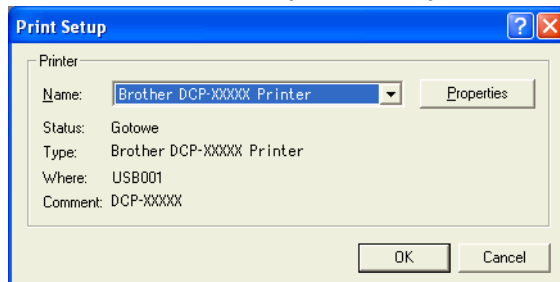 Print Setup
Printer
Name: Brother DCP-XXXXX Printer Properties
Status: Gotowe
Type: Brother DCP-XXXXX Printer
Where: USB001
Comment: DCP-XXXXX
OK Cancel